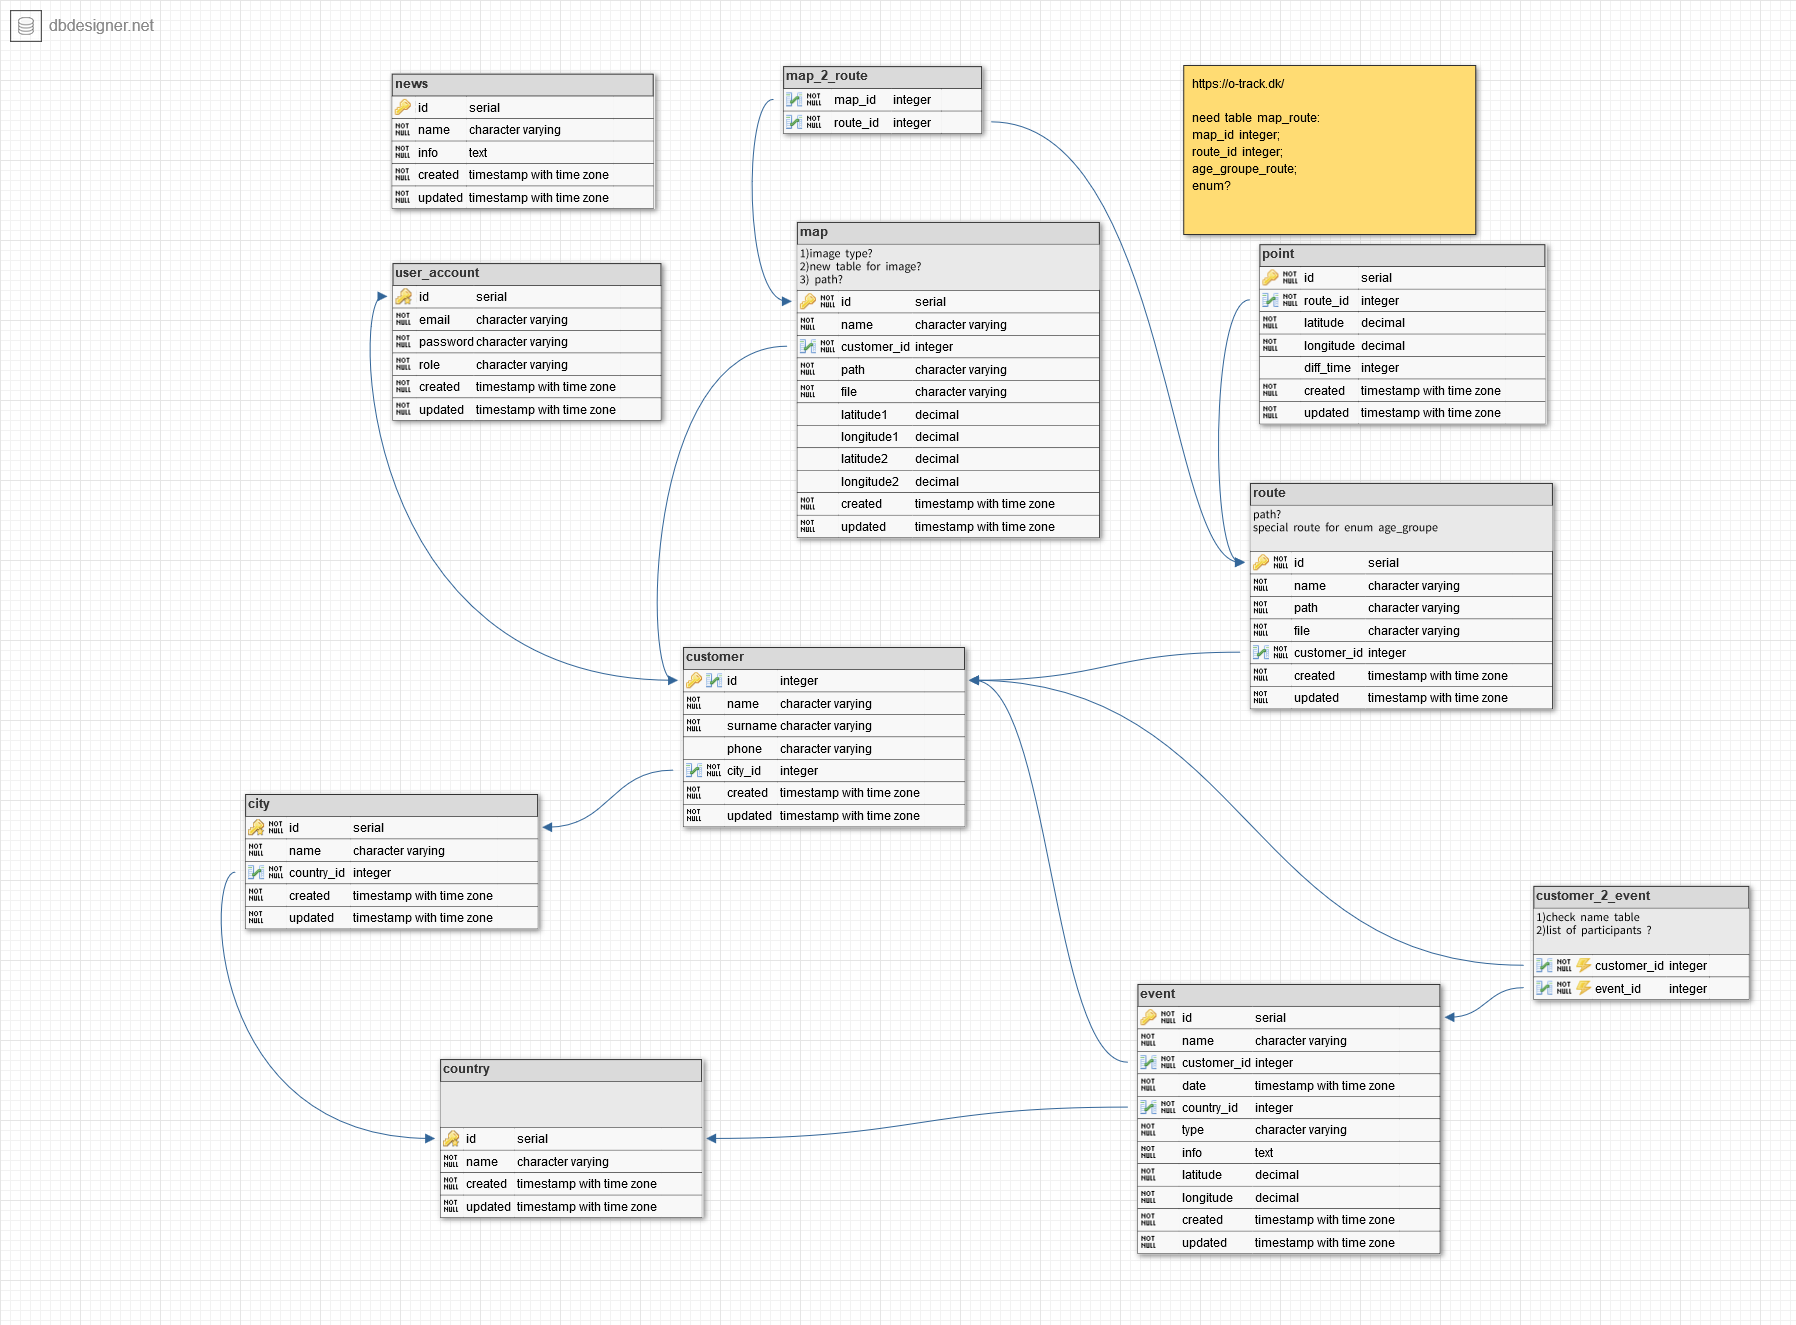 dbdesigner.net
news
id serial
NOT NULL name character varying
NOT NULL info text
NOT NULL created timestamp with time zone
NOT NULL updated timestamp with time zone
map_2_route
NOT NULL map_id integer
NOT NULL route_id integer
https://o-track.dk/
need table map_route:
map_id integer;
route_id integer;
age_groupe_route;
enum?
user_account
id serial
NOT NULL email character varying
NOT NULL password character varying
NOT NULL role character varying
NOT NULL created timestamp with time zone
NOT NULL updated timestamp with time zone
map
1)image type?
2)new table for image?
3) path?
NOT NULL id serial
NOT NULL name character varying
NOT NULL customer_id integer
NOT NULL path character varying
NOT NULL file character varying
latitude1 decimal
longitude1 decimal
latitude2 decimal
longitude2 decimal
NOT NULL created timestamp with time zone
NOT NULL updated timestamp with time zone
point
NOT NULL id serial
NOT NULL route_id integer
NOT NULL latitude decimal
NOT NULL longitude decimal
diff_time integer
NOT NULL created timestamp with time zone
NOT NULL updated timestamp with time zone
route
path?
special route for enum age_groupe
NOT NULL id serial
NOT NULL name character varying
NOT NULL path character varying
NOT NULL file character varying
NOT NULL customer_id integer
NOT NULL created timestamp with time zone
NOT NULL updated timestamp with time zone
customer
id integer
NOT NULL name character varying
NOT NULL surname character varying
phone character varying
NOT NULL city_id integer
NOT NULL created timestamp with time zone
NOT NULL updated timestamp with time zone
city
NOT NULL id serial
NOT NULL name character varying
NOT NULL country_id integer
NOT NULL created timestamp with time zone
NOT NULL updated timestamp with time zone
customer_2_event
1)check name table
2)list of participants ?
NOT NULL customer_id integer
NOT NULL event_id integer
event
NOT NULL id serial
NOT NULL name character varying
NOT NULL customer_id integer
NOT NULL date timestamp with time zone
NOT NULL country_id integer
NOT NULL type character varying
NOT NULL info text
NOT NULL latitude decimal
NOT NULL longitude decimal
NOT NULL created timestamp with time zone
NOT NULL updated timestamp with time zone
country
id serial
NOT NULL name character varying
NOT NULL created timestamp with time zone
NOT NULL updated timestamp with time zone